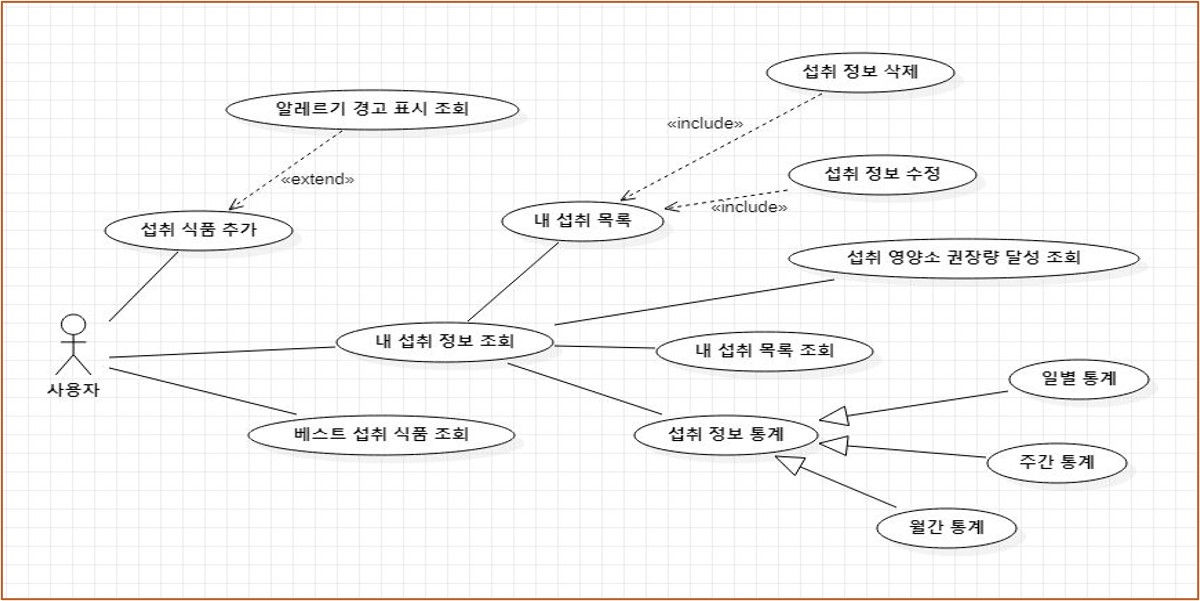 섭취 정보 삭제
알레르기 경고 표시 조회
«include»
섭취 정보 수정
«extend»
«include»
내 섭취 목록
섭취 식품 추가
섭취 영양소 권장량 달성 조회
내 섭취 정보 조회
내 섭취 목록 조회
일별 통계
사용자
베스트 섭취 식품 조회
섭취 정보 통계
주간 통계
월간 통계